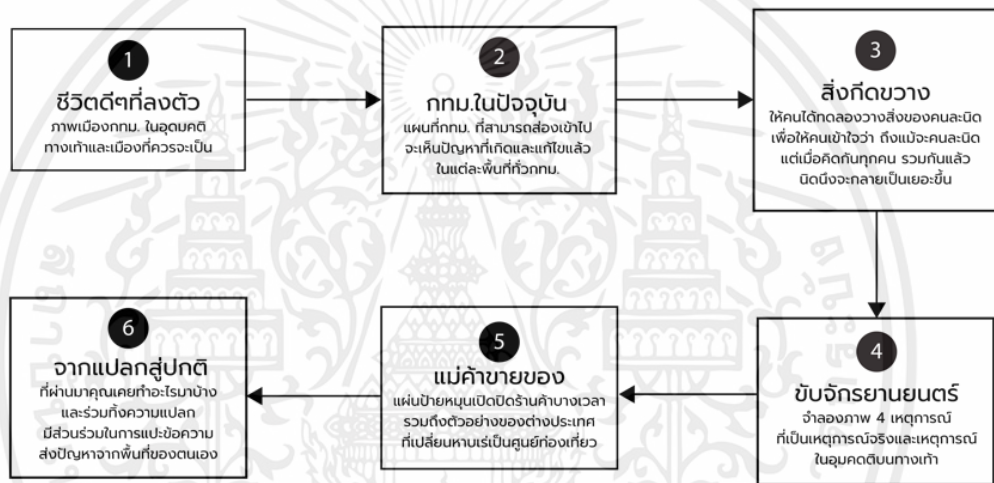 1
ชีวิตดีๆที่ลงตัว
ภาพเมืองกทม. ในอุดมคติ
ทางเท้าและเมืองที่ควรจะเป็น
2
กทม.ในปัจจุบัน
แผนที่กทม. ที่สามารถส่องเข้าไป
จะเห็นปัญหาที่เกิดและแก้ไขแล้ว
ในแต่ละพื้นที่ทั่วกทม.
3
สิ่งกีดขวาง
ให้คนได้ทดลองวางสิ่งของคนละนิด
เพื่อให้คนเข้าใจว่า ถึงแม้จะคนละนิด
แต่เมื่อคิดกันทุกคน รวมกันแล้ว
นิดนึงจะกลายเป็นเยอะขึ้น
4
ขับจักรยานยนตร์
จำลองภาพ 4 เหตุการณ์
ที่เป็นเหตุการณ์จริงและเหตุการณ์
ในอุมคดติบนทางเท้า
5
แม่ค้าขายของ
แผ่นป้ายหมุนเปิดปิดร้านค้าบางเวลา
รวมถึงตัวอย่างของต่างประเทศ
ที่เปลี่ยนหาบเร่เป็นศูนย์ท่องเที่ยว
6
จากแปลกสู่ปกติ
ที่ผ่านมาคุณเคยทำอะไรมาบ้าง
และร่วมทิ้งความแปลก
มีส่วนร่วมในการแปะข้อความ
ส่งปัญหาจากพื้นที่ของตนเอง